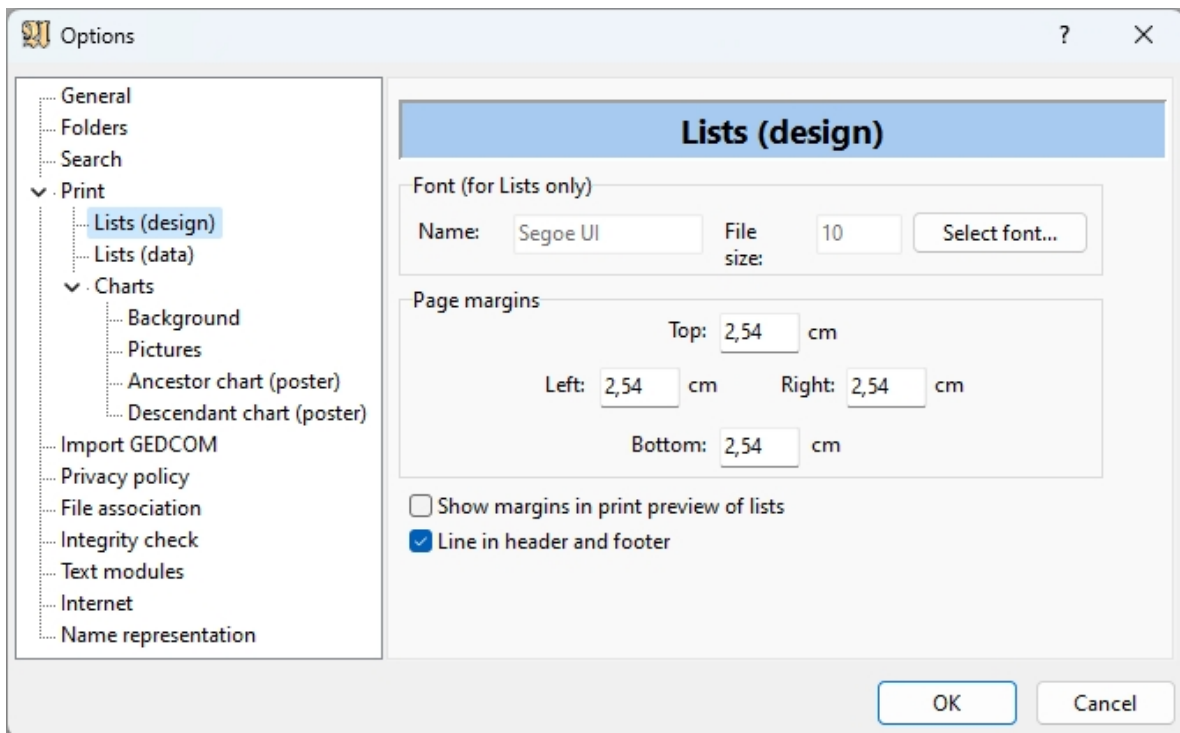 Options
General
Folders
Search
Print
Lists (design)
Lists (data)
Charts
Background
Pictures
Ancestor chart (poster)
Descendant chart (poster)
Import GEDCOM
Privacy policy
File association
Integrity check
Text modules
Internet
Name representation
Lists (design)
Font (for Lists only)
Name: Segoe UI File size: 10 Select font...
Page margins
Top: 2,54 cm
Left: 2,54 cm Right: 2,54 cm
Bottom: 2,54 cm
Show margins in print preview of lists
Line in header and footer
OK Cancel